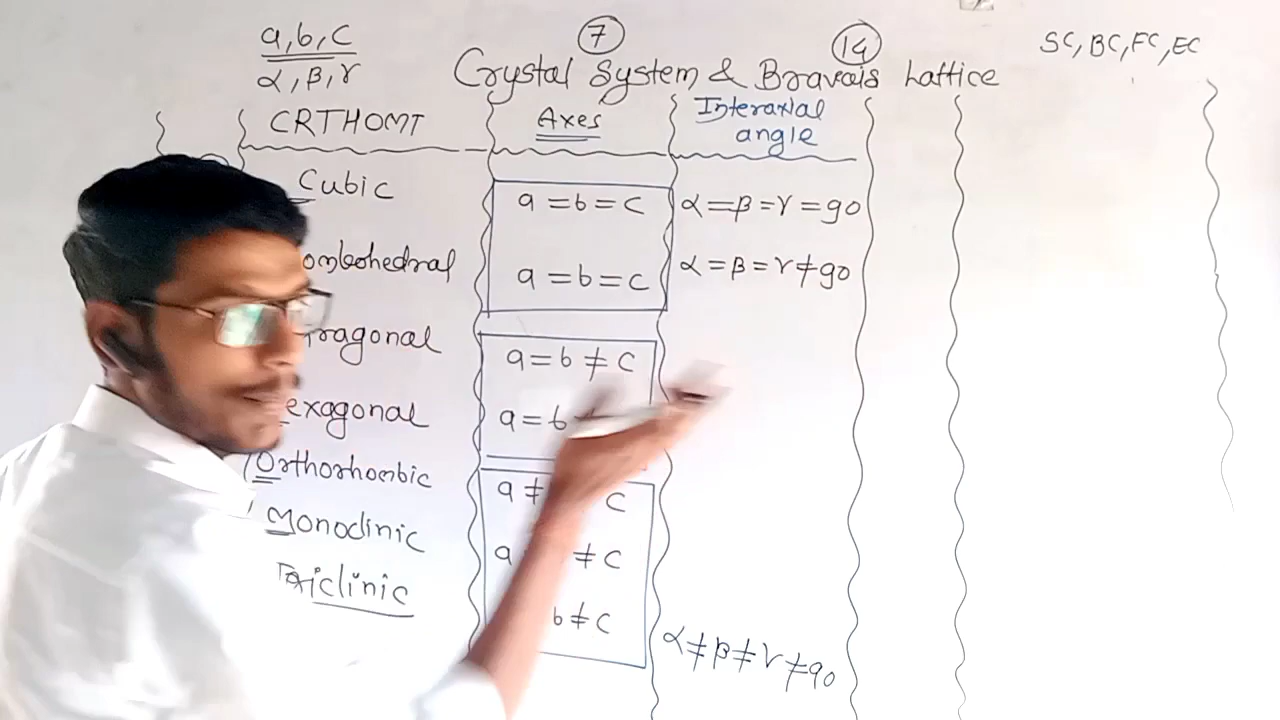 a, b, c
α, β, γ
7
14
Crystal System & Bravais Lattice
SC, BC, FC, EC
CRTHOMT
Axes
Interaxial
angle
Cubic
a = b = c
α = β = γ = 90
ombohedral
a = b = c
α = β = γ ≠ 90
ragonal
a = b ≠ c
exagonal
a = b
Orthorhombic
a ≠ c
Monoclinic
a ≠ c
Triclinic
b ≠ c
α ≠ β ≠ γ ≠ 90